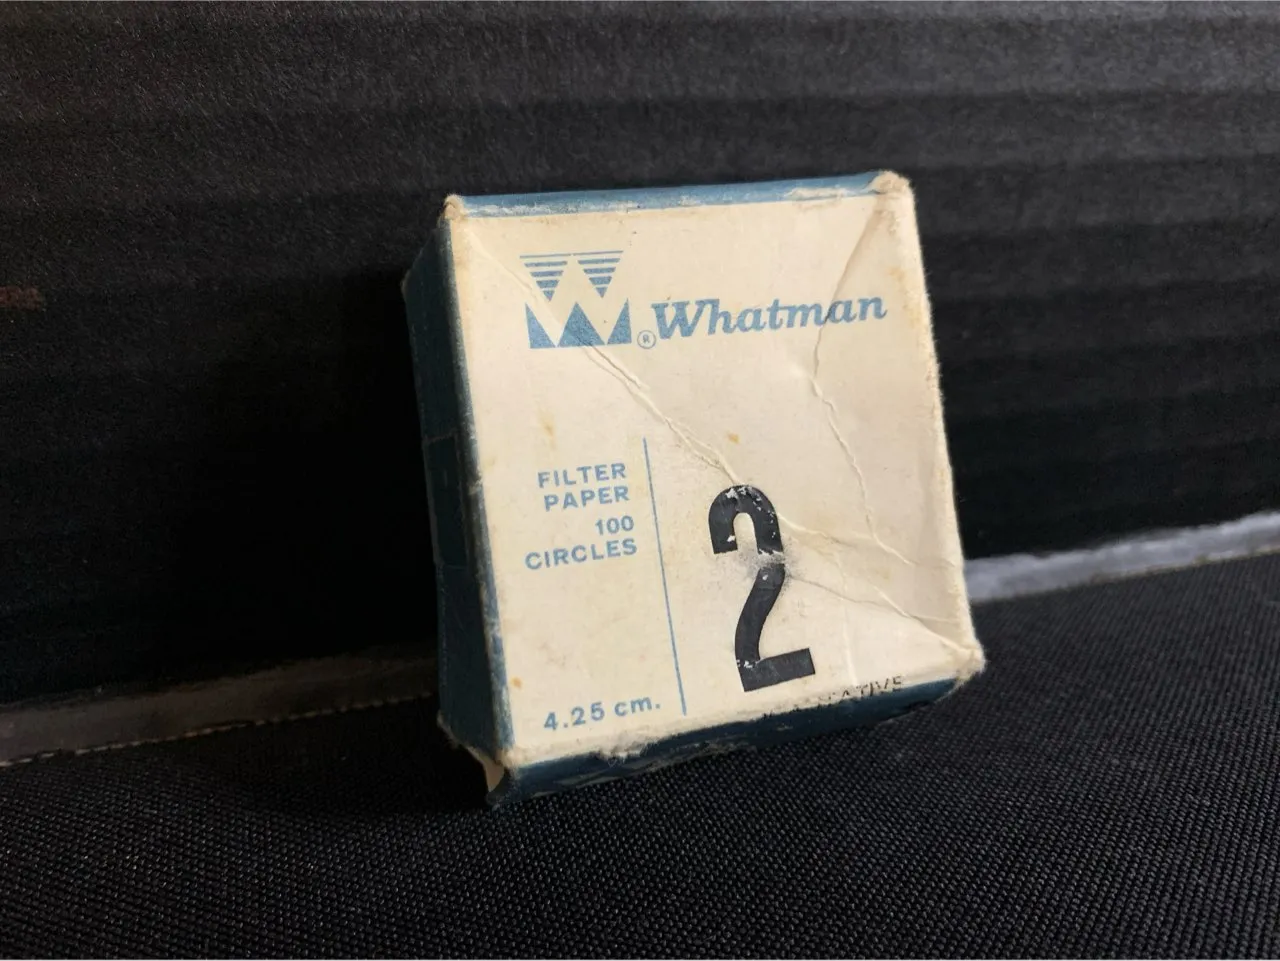 ® Whatman
FILTER
PAPER
100
CIRCLES
2
4.25 cm.